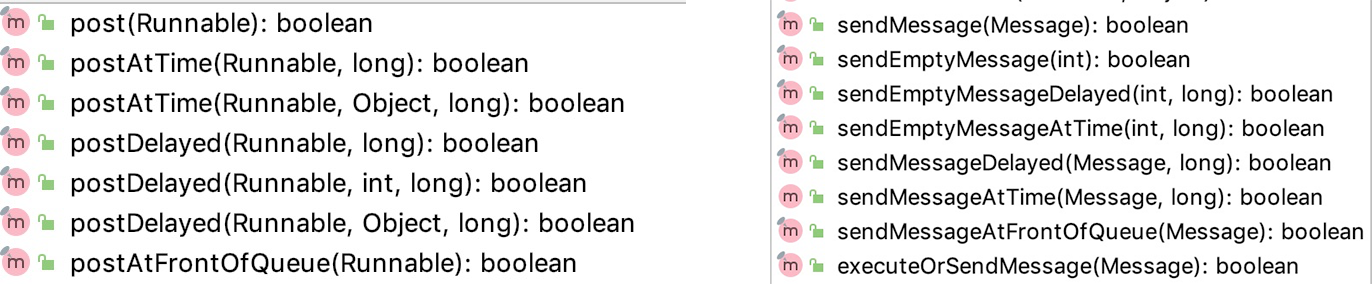 post(Runnable): boolean
postAtTime(Runnable, long): boolean
postAtTime(Runnable, Object, long): boolean
postDelayed(Runnable, long): boolean
postDelayed(Runnable, int, long): boolean
postDelayed(Runnable, Object, long): boolean
postAtFrontOfQueue(Runnable): boolean
sendMessage(Message): boolean
sendEmptyMessage(int): boolean
sendEmptyMessageDelayed(int, long): boolean
sendEmptyMessageAtTime(int, long): boolean
sendMessageDelayed(Message, long): boolean
sendMessageAtTime(Message, long): boolean
sendMessageAtFrontOfQueue(Message): boolean
executeOrSendMessage(Message): boolean